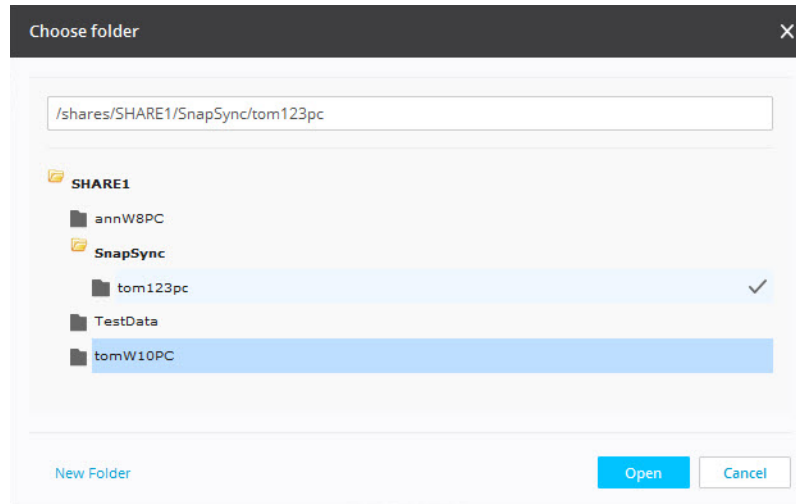 Choose folder
/shares/SHARE1/SnapSync/tom123pc
SHARE1
annW8PC
SnapSync
tom123pc
TestData
tomW10PC
New Folder
Open
Cancel